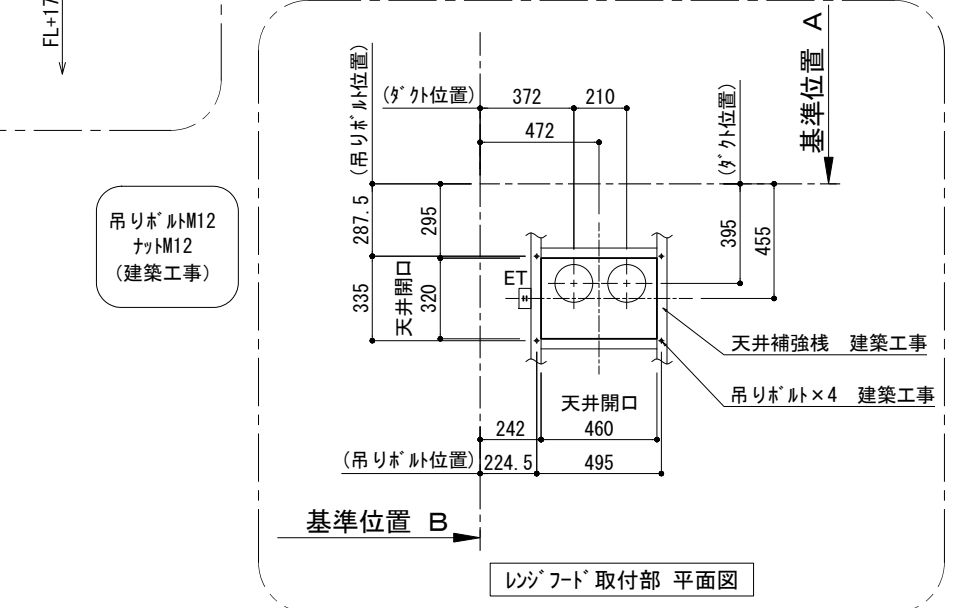 FL+17
基準位置 A
(吊りボルト位置)
(ダクト位置)
372
210
472
(ダクト位置)
287.5
295
395
455
吊りボルトM12
ナットM12
(建築工事)
ET
335
天井開口
320
天井補強桟 建築工事
吊りボルト×4 建築工事
天井開口
242
460
(吊りボルト位置)
224.5
495
基準位置 B
レンジフード取付部 平面図